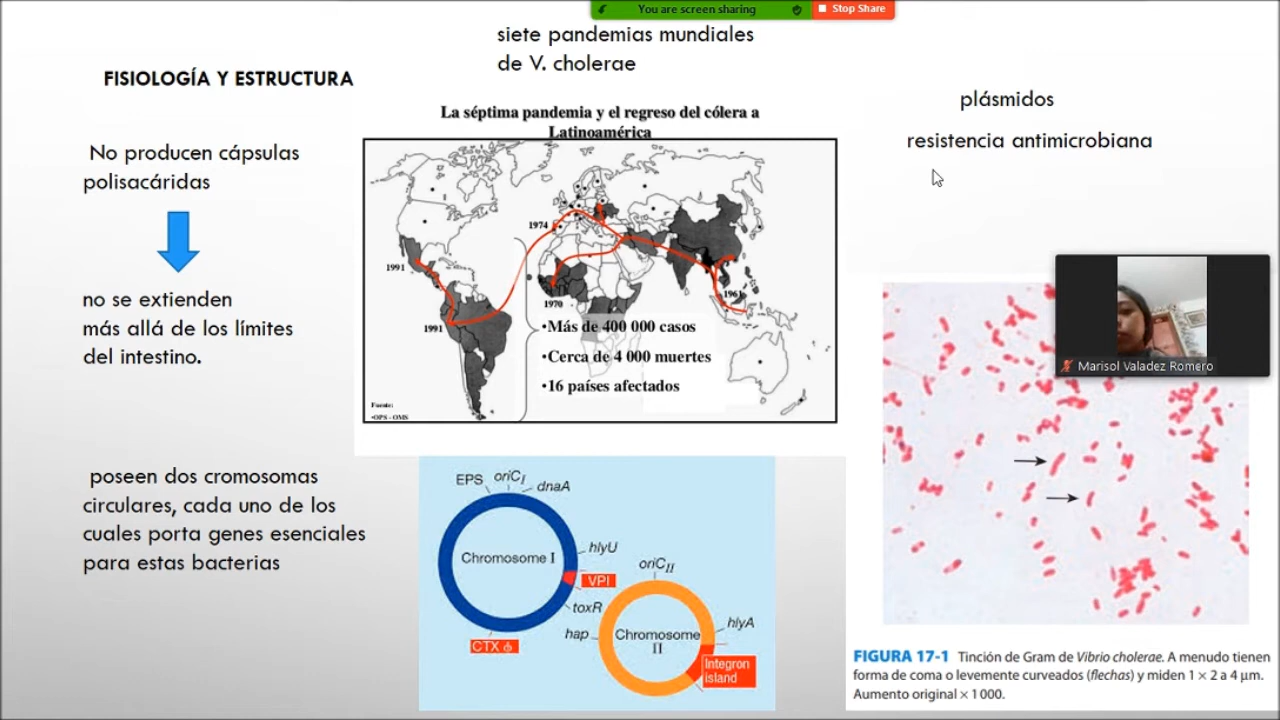 You are screen sharing
Stop Share
siete pandemias mundiales
de V. cholerae
FISIOLOGÍA Y ESTRUCTURA
No producen cápsulas
polisacáridas
no se extienden
más allá de los límites
del intestino.
poseen dos cromosomas
circulares, cada uno de los
cuales porta genes esenciales
para estas bacterias
La séptima pandemia y el regreso del cólera a
Latinoamérica
1974
1991
1970
1961
1991
•Más de 400 000 casos
•Cerca de 4 000 muertes
•16 países afectados
Fuente:
•OPS - OMS
EPS
oriCI
dnaA
Chromosome I
hlyU
VPI
toxR
CTX ϕ
oriCII
hap
Chromosome
II
hlyA
Integron
island
plásmidos
resistencia antimicrobiana
Marisol Valadez Romero
FIGURA 17-1 Tinción de Gram de Vibrio cholerae. A menudo tienen
forma de coma o levemente curveados (flechas) y miden 1 × 2 a 4 μm.
Aumento original × 1 000.